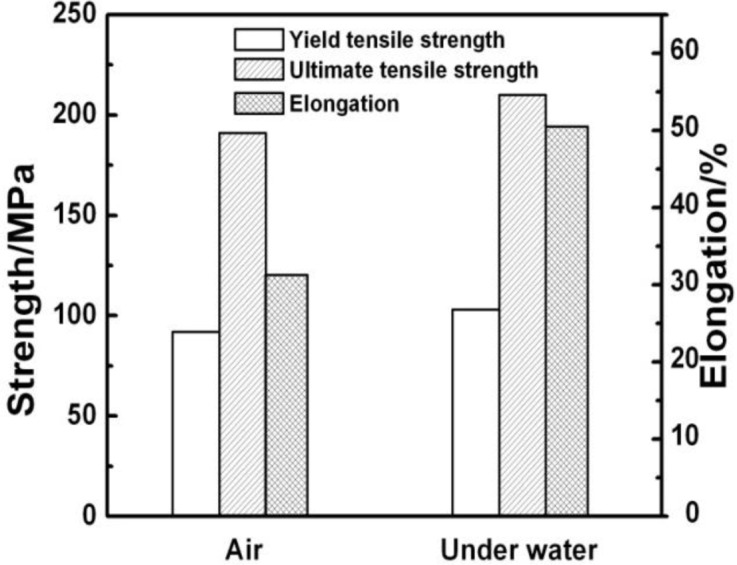 Yield tensile strength
Ultimate tensile strength
Elongation
Strength/MPa
250
200
150
100
50
0
Elongation/%
60
50
40
30
20
10
0
Air
Under water